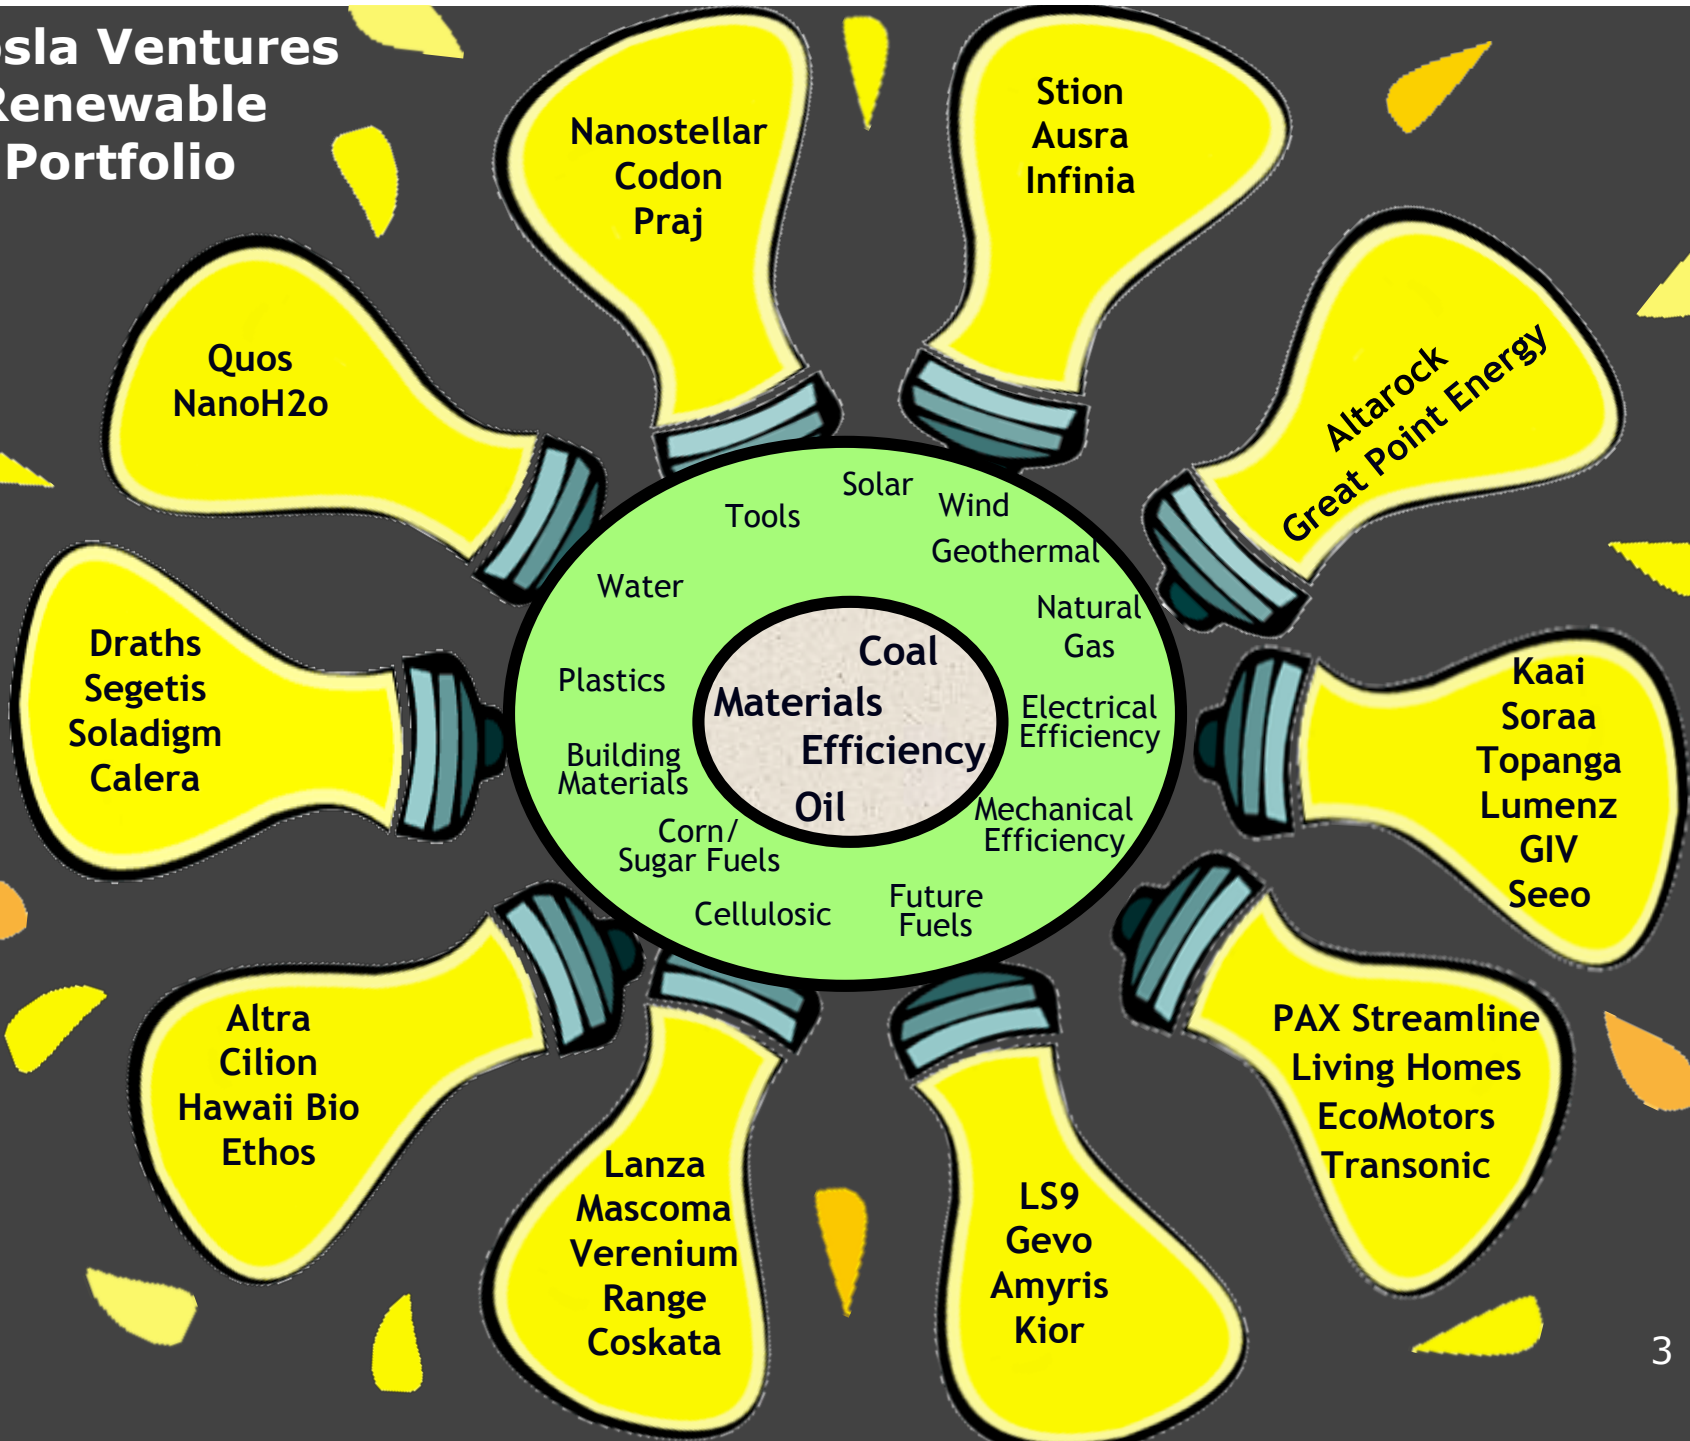 sla Ventures
Renewable
Portfolio
Nanostellar
Codon
Praj
Stion
Ausra
Infinia
Altarock
Great Point Energy
Quos
NanoH2o
Kaai
Soraa
Topanga
Lumenz
GIV
Seeo
Draths
Segetis
Soladigm
Calera
PAX Streamline
Living Homes
EcoMotors
Transonic
Altra
Cilion
Hawaii Bio
Ethos
Lanza
Mascoma
Verenium
Range
Coskata
LS9
Gevo
Amyris
Kior
Solar
Wind
Tools
Geothermal
Water
Natural
Gas
Plastics
Electrical
Efficiency
Building
Materials
Mechanical
Efficiency
Corn/
Sugar Fuels
Cellulosic
Future
Fuels
Coal
Materials
Efficiency
Oil
3